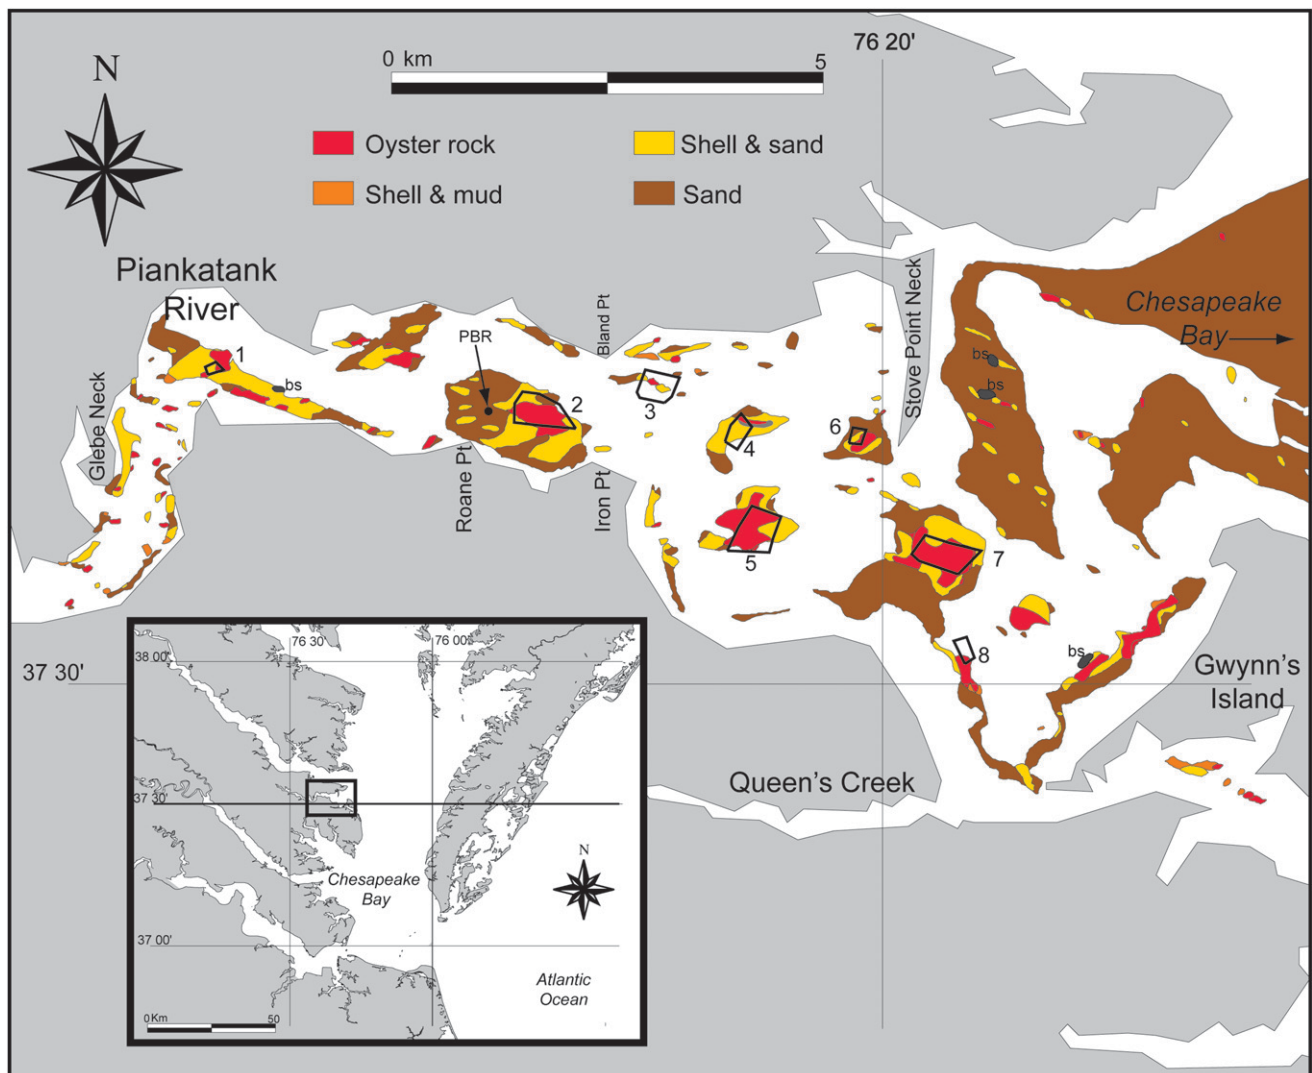 76 20'
0 km
5
N
Oyster rock
Shell & sand
Shell & mud
Sand
Piankatank
River
Chesapeake
Bay
Bland Pt
Stove Point Neck
PBR
1
bs
2
3
4
6
bs
bs
Glebe Neck
Roane Pt
Iron Pt
5
7
8
bs
37 30'
Gwynn's
Island
Queen's Creek
76 30'
76 00'
38 00'
37 30'
N
Chesapeake
Bay
37 00'
Atlantic
Ocean
0 Km
50